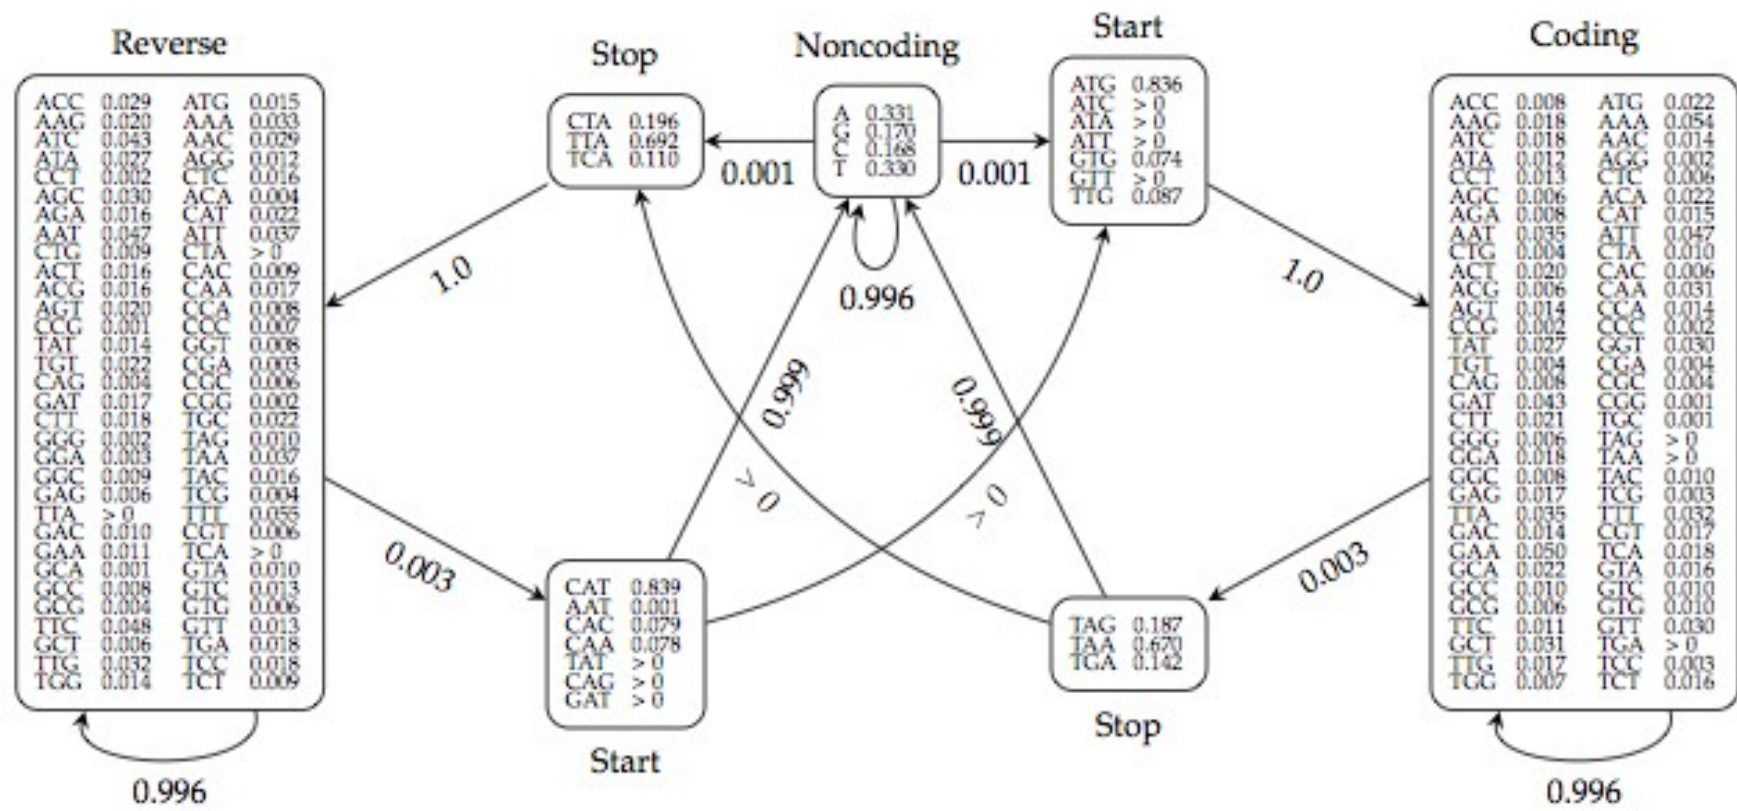 Reverse
ACC 0.029 ATG 0.015
AAG 0.020 AAA 0.033
ATC 0.043 AAC 0.029
ATA 0.027 AGG 0.012
CCT 0.002 CTC 0.016
AGC 0.030 ACA 0.004
AGA 0.016 CAT 0.022
AAT 0.047 ATT 0.037
CTG 0.009 CTA > 0
ACT 0.016 CAC 0.009
ACG 0.016 CAA 0.017
AGT 0.020 CCA 0.008
CCG 0.001 CCC 0.007
TAT 0.014 GGT 0.008
TGT 0.022 CGA 0.003
CAG 0.004 CGC 0.006
GAT 0.017 CGG 0.002
CTT 0.018 TGC 0.022
GGG 0.002 TAG 0.010
GGA 0.003 TAA 0.037
GGC 0.009 TAC 0.016
GAG 0.006 TCG 0.004
TTA > 0 TTT 0.055
GAC 0.010 CGT 0.006
GAA 0.011 TCA > 0
GCA 0.001 GTA 0.010
GCC 0.008 GTC 0.013
GCG 0.004 GTG 0.006
TTC 0.048 GTT 0.013
GCT 0.006 TGA 0.018
TTG 0.032 TCC 0.018
TGG 0.014 TCT 0.009
0.996
Stop
CTA 0.196
TTA 0.692
TCA 0.110
1.0
0.003
Noncoding
A 0.331
G 0.170
C 0.168
T 0.330
0.001
0.001
0.996
0.999
0.999
> 0
> 0
Start
ATG 0.836
ATC > 0
ATA > 0
ATT > 0
GTG 0.074
GTT > 0
TTG 0.087
1.0
0.003
CAT 0.839
AAT 0.001
CAC 0.079
CAA 0.078
TAT > 0
CAG > 0
GAT > 0
Start
TAG 0.187
TAA 0.670
TGA 0.142
Stop
Coding
ACC 0.008 ATG 0.022
AAG 0.018 AAA 0.054
ATC 0.018 AAC 0.014
ATA 0.012 AGG 0.002
CCT 0.013 CTC 0.006
AGC 0.006 ACA 0.022
AGA 0.008 CAT 0.015
AAT 0.035 ATT 0.047
CTG 0.004 CTA 0.010
ACT 0.020 CAC 0.006
ACG 0.006 CAA 0.031
AGT 0.014 CCA 0.014
CCG 0.002 CCC 0.002
TAT 0.027 GGT 0.030
TGT 0.004 CGA 0.004
CAG 0.008 CGC 0.004
GAT 0.043 CGG 0.001
CTT 0.021 TGC 0.001
GGG 0.006 TAG > 0
GGA 0.018 TAA > 0
GGC 0.008 TAC 0.010
GAG 0.017 TCG 0.003
TTA 0.035 TTT 0.032
GAC 0.014 CGT 0.017
GAA 0.050 TCA 0.018
GCA 0.022 GTA 0.016
GCC 0.010 GTC 0.010
GCG 0.006 GTG 0.010
TTC 0.011 GTT 0.030
GCT 0.031 TGA > 0
TTG 0.017 TCC 0.003
TGG 0.007 TCT 0.016
0.996